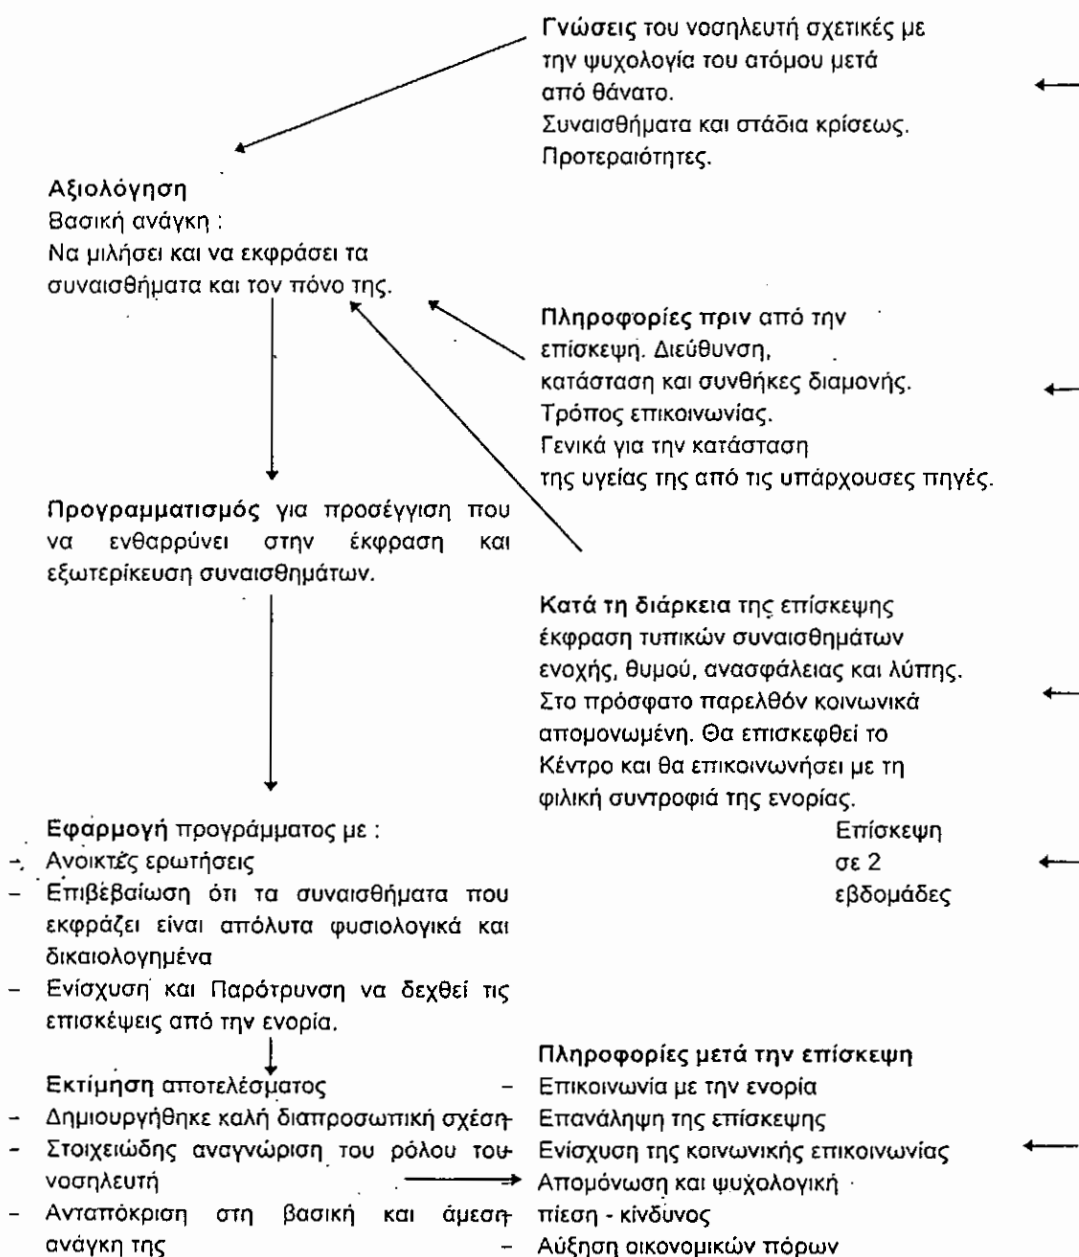 Γνώσεις του νοσηλευτή σχετικές με
την ψυχολογία του ατόμου μετά
από θάνατο.
Συναισθήματα και στάδια κρίσεως.
Προτεραιότητες.
Αξιολόγηση
Βασική ανάγκη :
Να μιλήσει και να εκφράσει τα
συναισθήματα και τον πόνο της.
Πληροφορίες πριν από την
επίσκεψη. Διεύθυνση,
κατάσταση και συνθήκες διαμονής.
Τρόπος επικοινωνίας.
Γενικά για την κατάσταση
της υγείας της από τις υπάρχουσες πηγές.
Προγραμματισμός για προσέγγιση που
να ενθαρρύνει στην έκφραση και
εξωτερίκευση συναισθημάτων.
Κατά τη διάρκεια της επίσκεψης
έκφραση τυπικών συναισθημάτων
ενοχής, θυμού, ανασφάλειας και λύπης.
Στο πρόσφατο παρελθόν κοινωνικά
απομονωμένη. Θα επισκεφθεί το
Κέντρο και θα επικοινωνήσει με τη
φιλική συντροφιά της ενορίας.
Επίσκεψη
σε 2
εβδομάδες
Εφαρμογή προγράμματος με :
– Ανοικτές ερωτήσεις
– Επιβεβαίωση ότι τα συναισθήματα που
εκφράζει είναι απόλυτα φυσιολογικά και
δικαιολογημένα
– Ενίσχυση και Παρότρυνση να δεχθεί τις
επισκέψεις από την ενορία.
Εκτίμηση αποτελέσματος
– Δημιουργήθηκε καλή διαπροσωπική σχέση
– Στοιχειώδης αναγνώριση του ρόλου του
νοσηλευτή
– Ανταπόκριση στη βασική και άμεση
ανάγκη της
Πληροφορίες μετά την επίσκεψη
– Επικοινωνία με την ενορία
– Επανάληψη της επίσκεψης
– Ενίσχυση της κοινωνικής επικοινωνίας
– Απομόνωση και ψυχολογική
πίεση - κίνδυνος
– Αύξηση οικονομικών πόρων